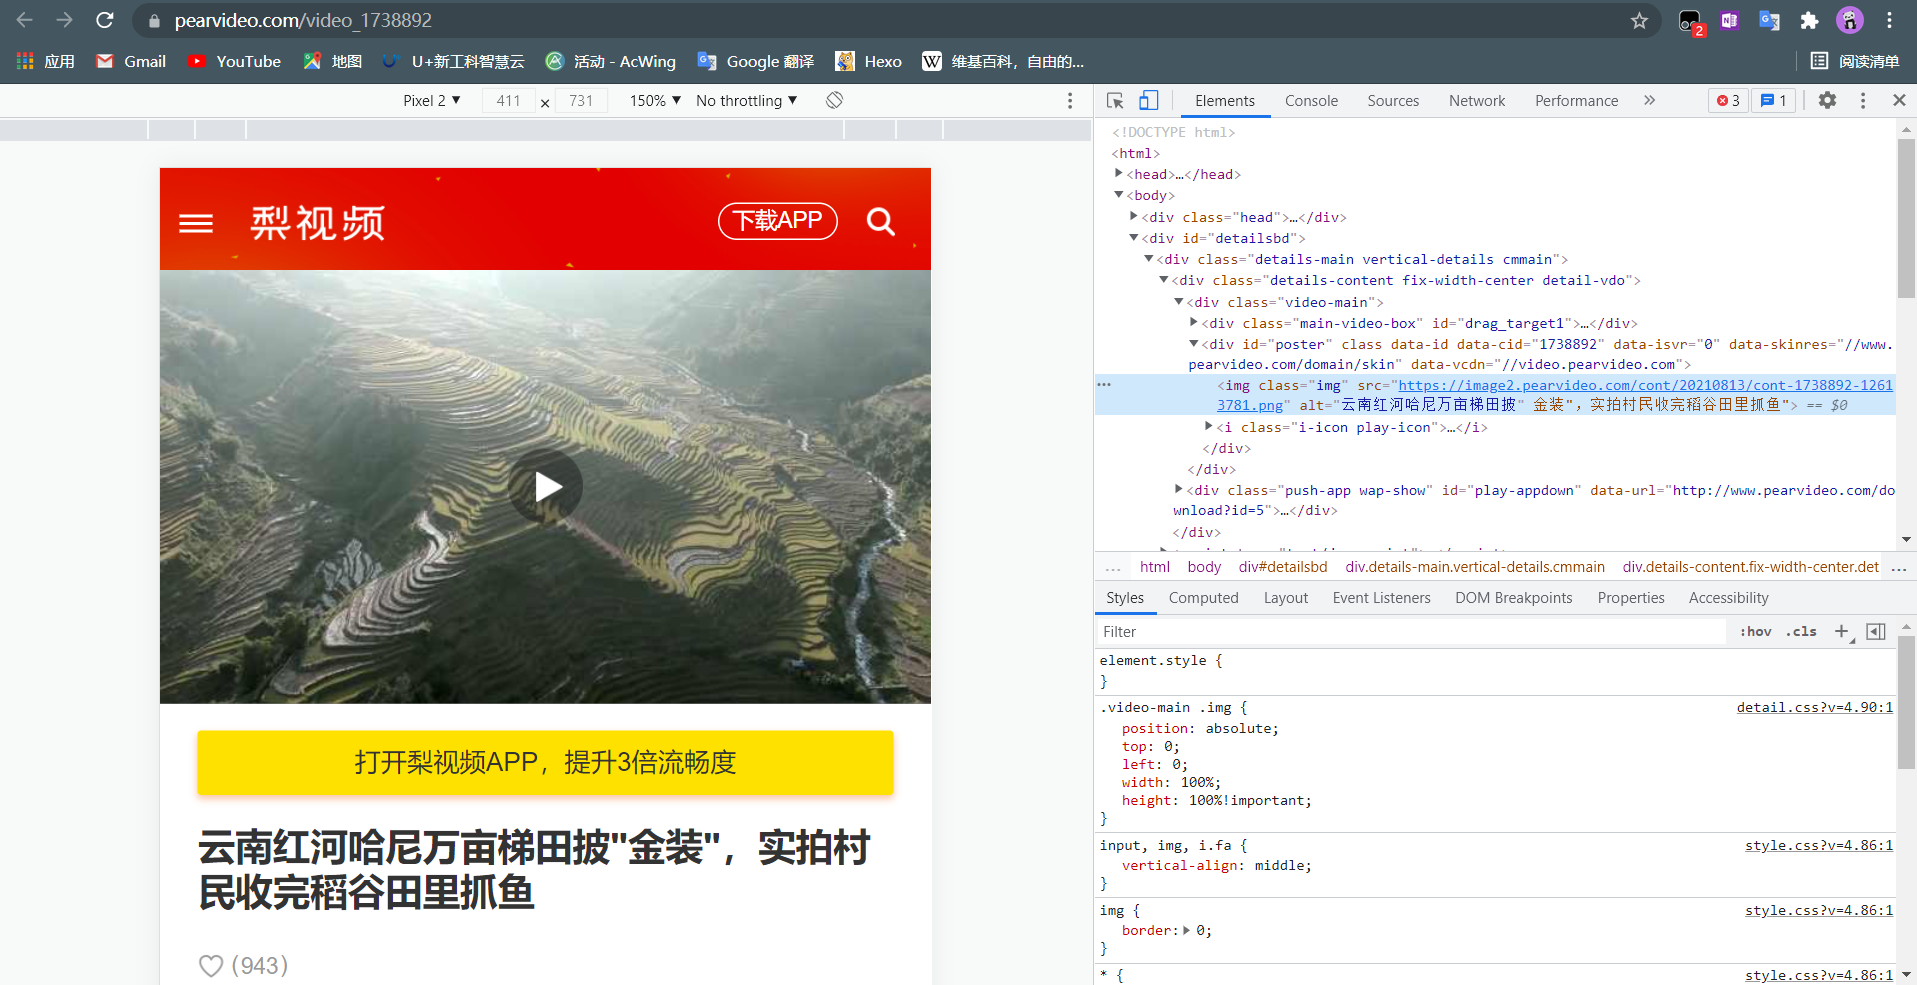 pearvideo.com/video_1738892
2
应用 Gmail YouTube 地图 U+新工科智慧云 活动 - AcWing Google 翻译 Hexo 维基百科，自由的... 阅读清单
Pixel 2 ▼ 411 × 731 150% ▼ No throttling ▼
Elements Console Sources Network Performance » 3 1
梨视频 下载APP
打开梨视频APP，提升3倍流畅度
云南红河哈尼万亩梯田披"金装"，实拍村
民收完稻谷田里抓鱼
(943)
<!DOCTYPE html>
<html>
<head>…</head>
<body>
<div class="head">…</div>
<div id="detailsbd">
<div class="details-main vertical-details cmmain">
<div class="details-content fix-width-center detail-vdo">
<div class="video-main">
<div class="main-video-box" id="drag_target1">…</div>
<div id="poster" class data-id data-cid="1738892" data-isvr="0" data-skinres="//www.
pearvideo.com/domain/skin" data-vcdn="//video.pearvideo.com">
<img class="img" src="https://image2.pearvideo.com/cont/20210813/cont-1738892-1261
3781.png" alt="云南红河哈尼万亩梯田披" 金装"，实拍村民收完稻谷田里抓鱼"> == $0
<i class="i-icon play-icon">…</i>
</div>
</div>
<div class="push-app wap-show" id="play-appdown" data-url="http://www.pearvideo.com/do
wnload?id=5">…</div>
</div>
... html body div#detailsbd div.details-main.vertical-details.cmmain div.details-content.fix-width-center.det ...
Styles Computed Layout Event Listeners DOM Breakpoints Properties Accessibility
Filter :hov .cls +
element.style {
}
.video-main .img { detail.css?v=4.90:1
position: absolute;
top: 0;
left: 0;
width: 100%;
height: 100%!important;
}
input, img, i.fa { style.css?v=4.86:1
vertical-align: middle;
}
img { style.css?v=4.86:1
border: 0;
}
* { style.css?v=4.86:1